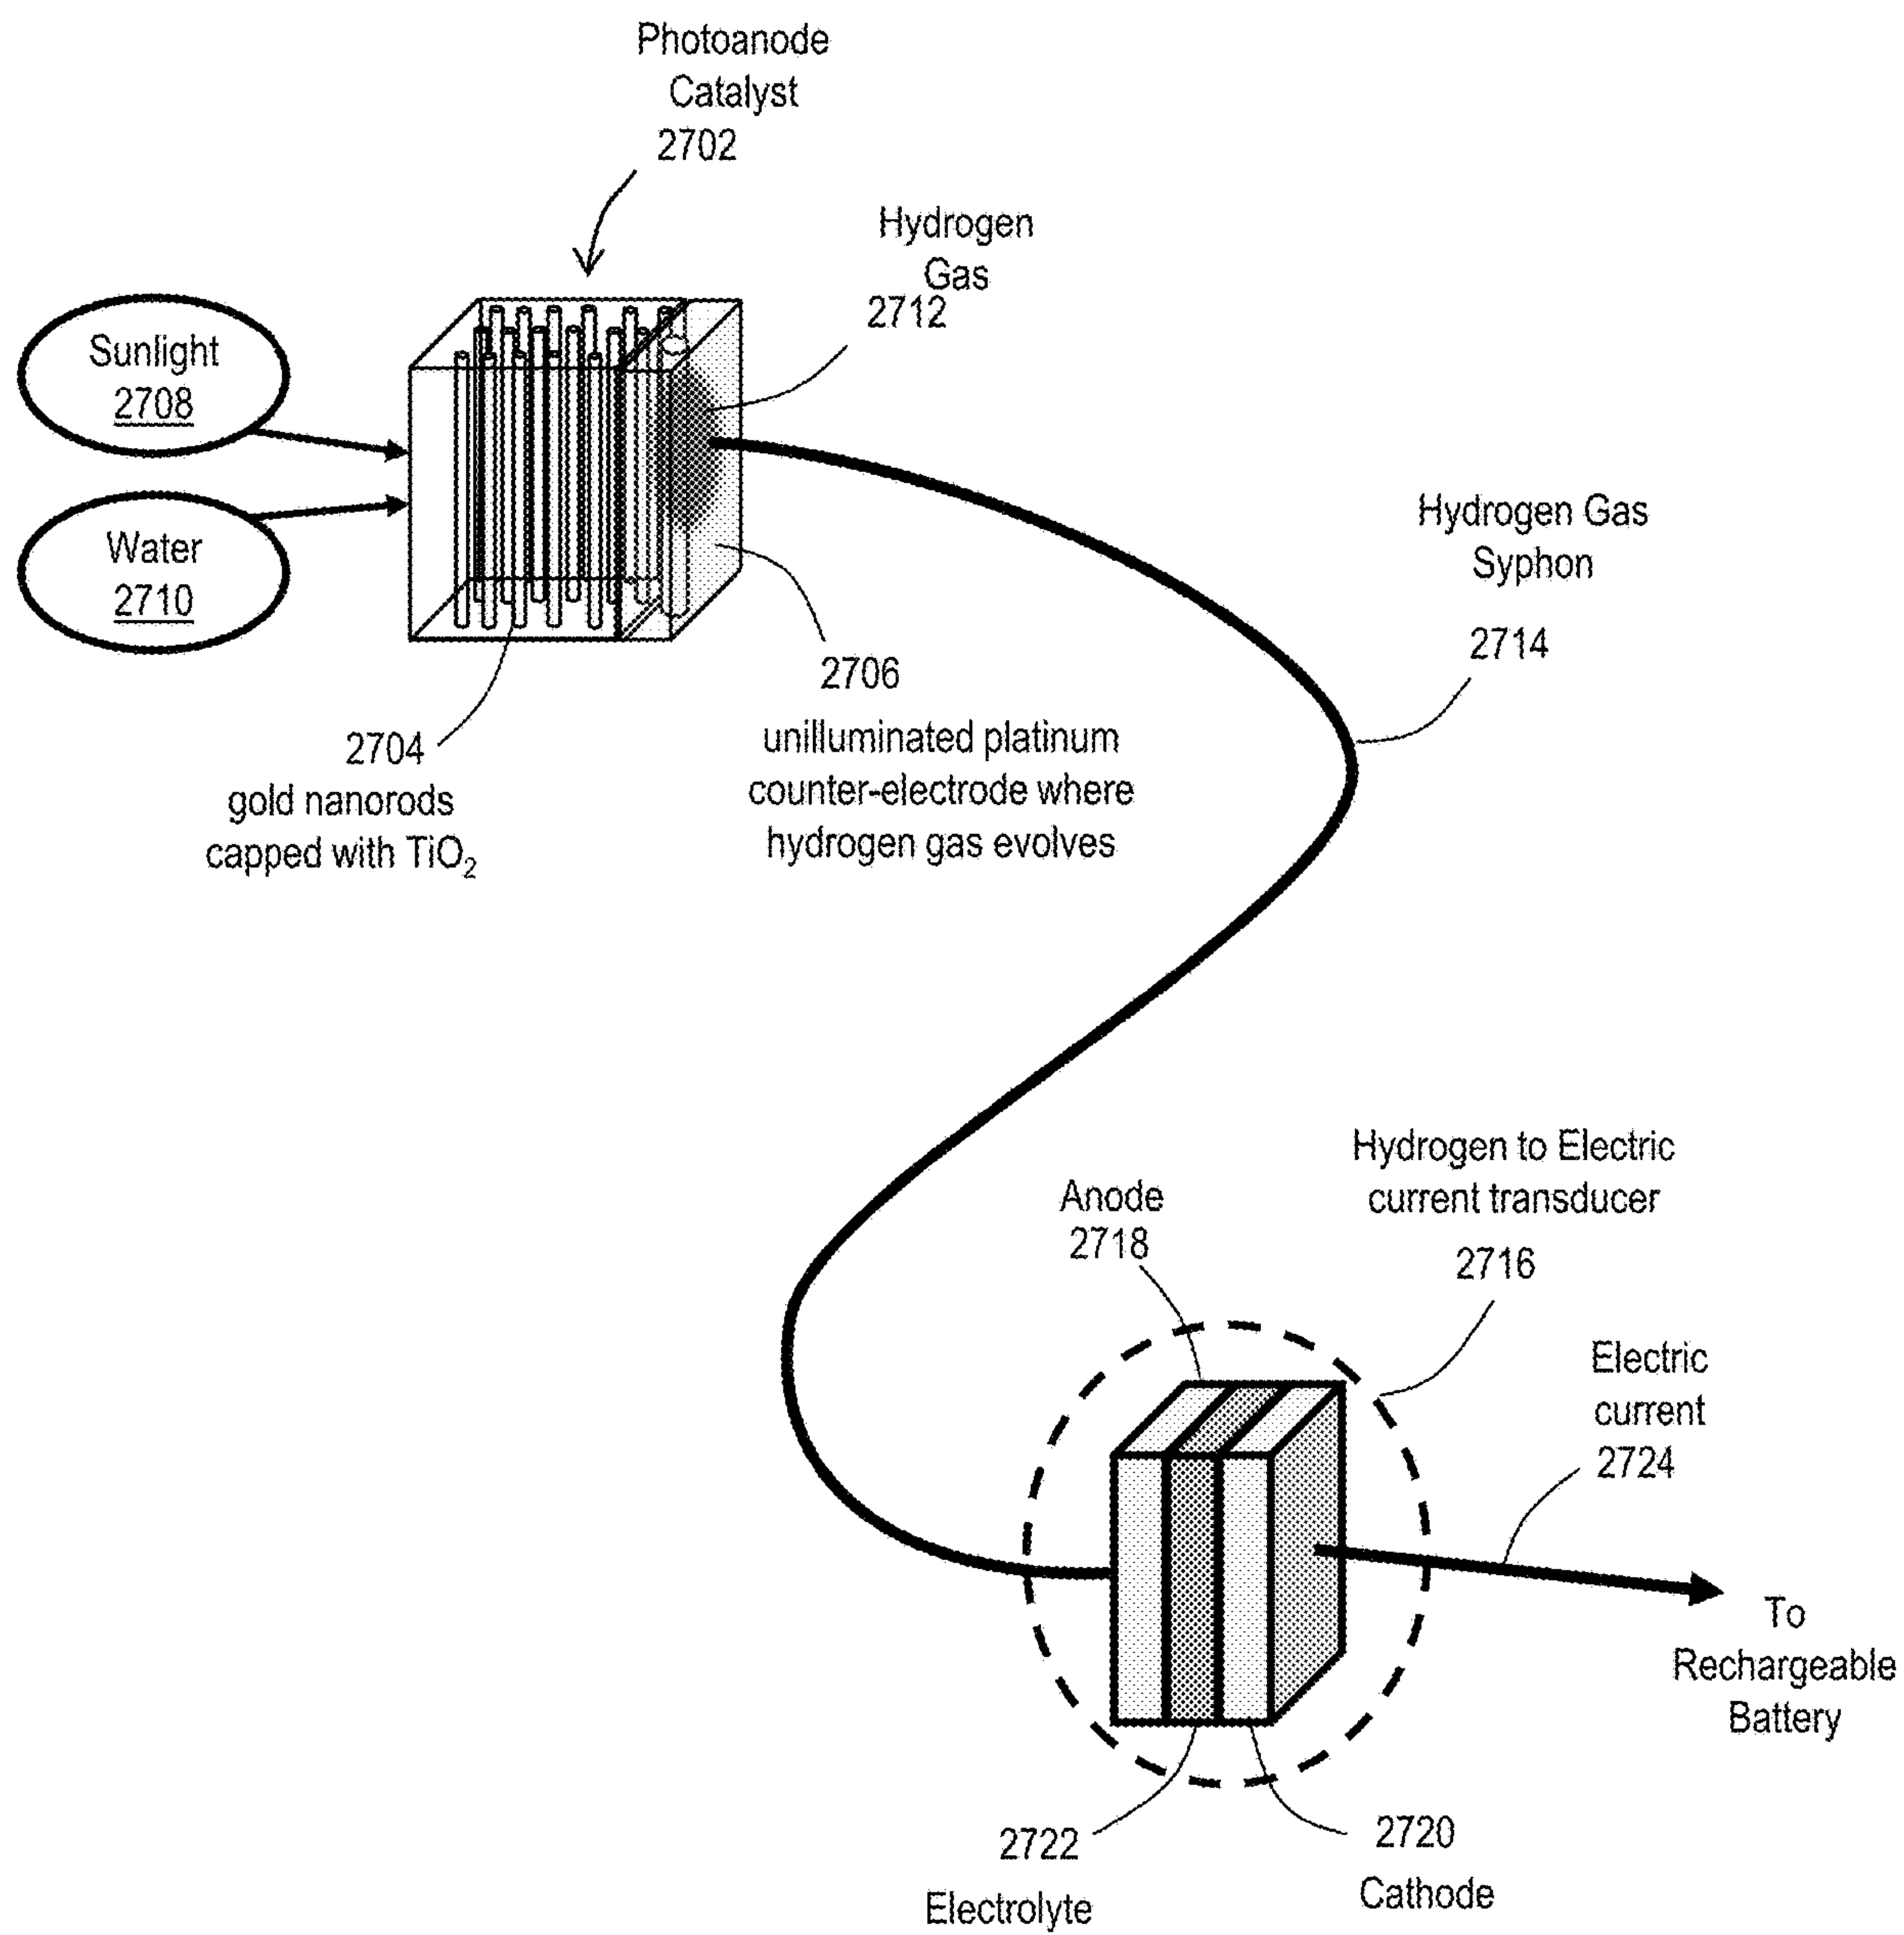 Photoanode
Catalyst
2702
Hydrogen
Gas
2712
Sunlight
2708
Water
2710
Hydrogen Gas
Syphon
2714
2706
unilluminated platinum
counter-electrode where
hydrogen gas evolves
2704
gold nanorods
capped with TiO₂
Hydrogen to Electric
current transducer
2716
Anode
2718
Electric
current
2724
To
Rechargeable
Battery
2722
Electrolyte
2720
Cathode